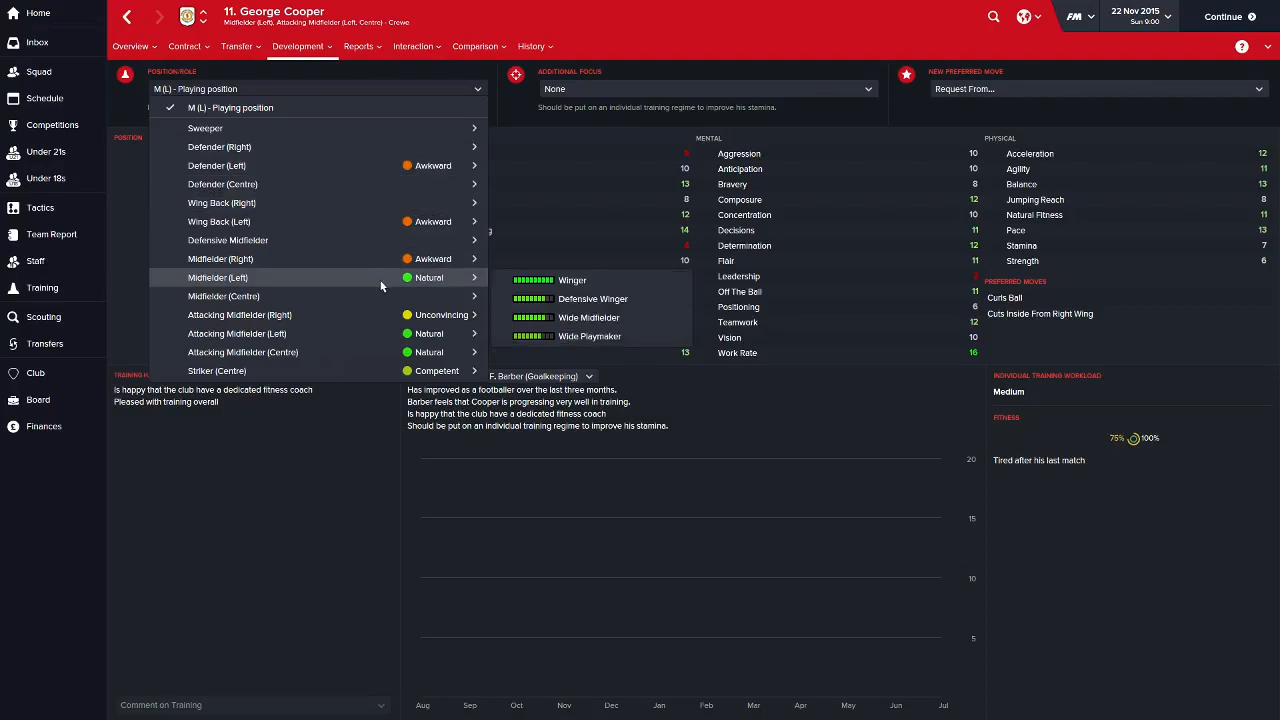 Home
Inbox
Squad
Schedule
Competitions
Under 21s
Under 18s
Tactics
Team Report
Staff
Training
Scouting
Transfers
Club
Board
Finances
11. George Cooper
Midfielder (Left), Attacking Midfielder (Left, Centre) - Crewe
FM
22 Nov 2015
Sun 9:00
Continue
Overview
Contract
Transfer
Development
Reports
Interaction
Comparison
History
POSITION/ROLE
M (L) - Playing position
ADDITIONAL FOCUS
None
Should be put on an individual training regime to improve his stamina.
NEW PREFERRED MOVE
Request From...
POSITION
M (L) - Playing position
Sweeper
Defender (Right)
Defender (Left) Awkward
Defender (Centre)
Wing Back (Right)
Wing Back (Left) Awkward
Defensive Midfielder
Midfielder (Right) Awkward
Midfielder (Left) Natural
Midfielder (Centre)
Attacking Midfielder (Right) Unconvincing
Attacking Midfielder (Left) Natural
Attacking Midfielder (Centre) Natural
Striker (Centre) Competent
Winger
Defensive Winger
Wide Midfielder
Wide Playmaker
10
13
8
12
14
4
10
13
MENTAL
Aggression 10
Anticipation 10
Bravery 8
Composure 12
Concentration 10
Decisions 11
Determination 12
Flair 11
Leadership
Off The Ball 11
Positioning 6
Teamwork 12
Vision 10
Work Rate 16
PHYSICAL
Acceleration 12
Agility 11
Balance 13
Jumping Reach 8
Natural Fitness 11
Pace 13
Stamina 7
Strength 6
PREFERRED MOVES
Curls Ball
Cuts Inside From Right Wing
TRAINING H
Is happy that the club have a dedicated fitness coach
Pleased with training overall
F. Barber (Goalkeeping)
Has improved as a footballer over the last three months.
Barber feels that Cooper is progressing very well in training.
Is happy that the club have a dedicated fitness coach
Should be put on an individual training regime to improve his stamina.
20
15
10
5
Aug Sep Oct Nov Dec Jan Feb Mar Apr May Jun Jul
INDIVIDUAL TRAINING WORKLOAD
Medium
FITNESS
75% 100%
Tired after his last match
Comment on Training